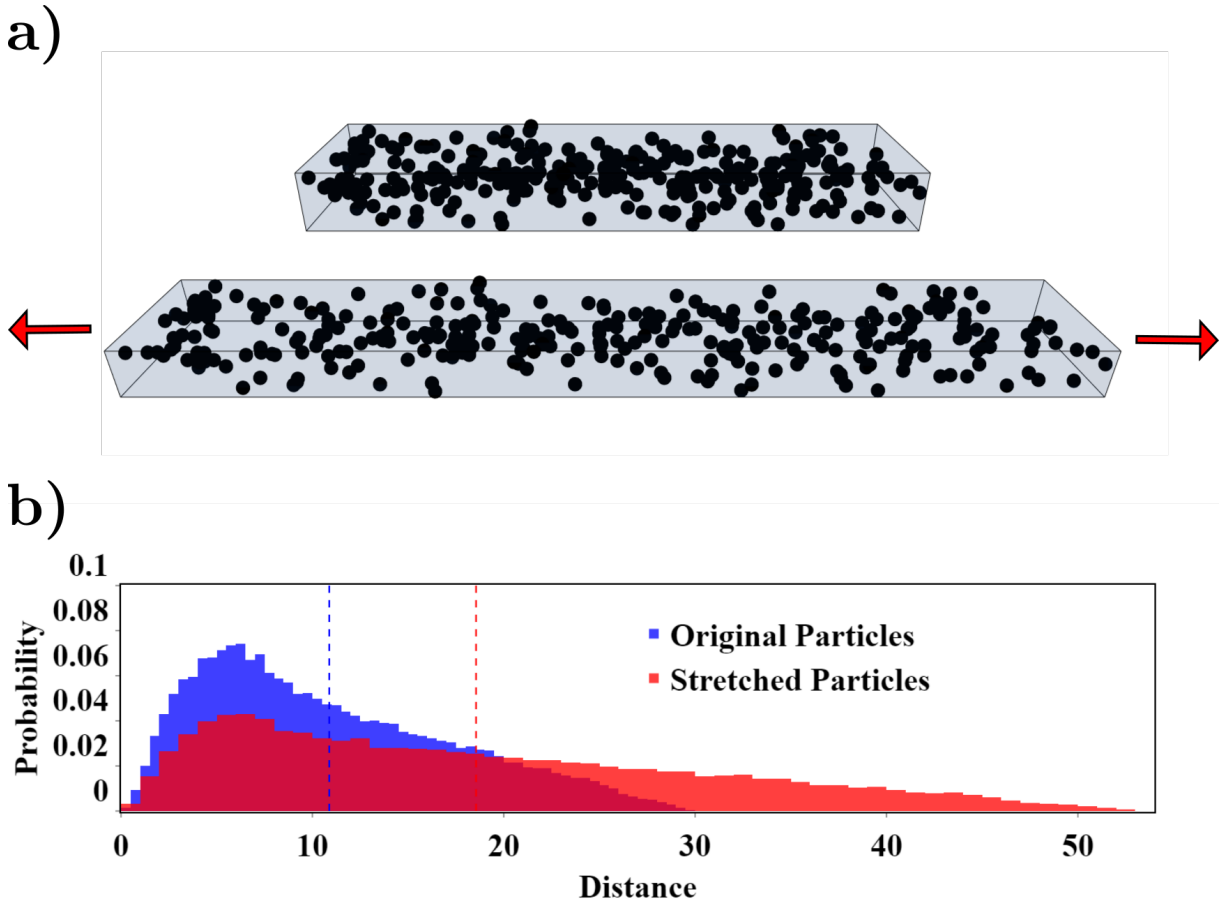 a)
b)
0.1
0.08
0.06
0.04
0.02
0
Probability
Original Particles
Stretched Particles
0 10 20 30 40 50
Distance